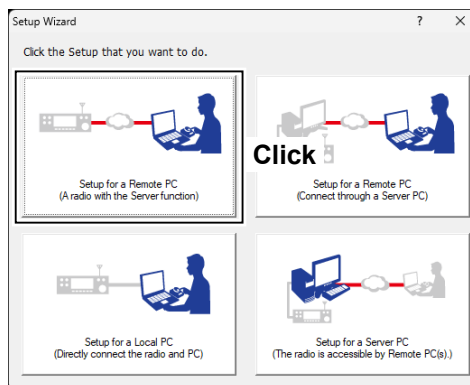 Setup Wizard ? ×
Click the Setup that you want to do.
Click
Setup for a Remote PC
(A radio with the Server function)
Setup for a Remote PC
(Connect through a Server PC)
Setup for a Local PC
(Directly connect the radio and PC)
Setup for a Server PC
(The radio is accessible by Remote PC(s).)